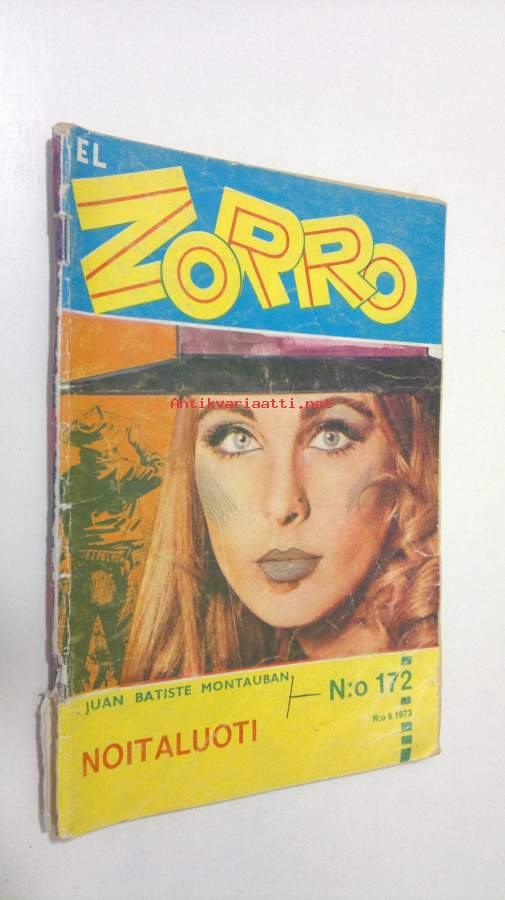 EL
ZORRO
Antikvariaatti.net
JUAN BATISTE MONTAUBAN
N:o 172
N:o 6 1973
NOITALUOTI